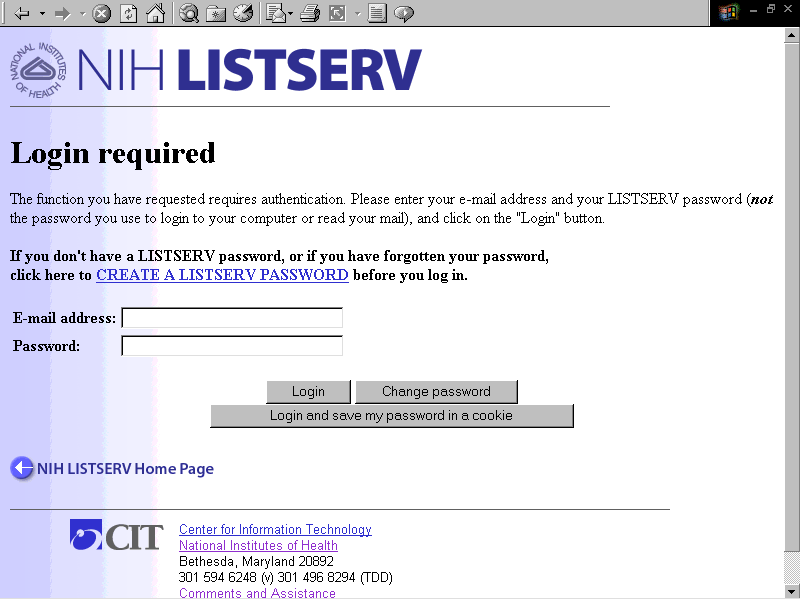 NATIONAL INSTITUTES OF HEALTH
NIH LISTSERV
Login required
The function you have requested requires authentication. Please enter your e-mail address and your LISTSERV password (not
the password you use to login to your computer or read your mail), and click on the "Login" button.
If you don't have a LISTSERV password, or if you have forgotten your password,
click here to CREATE A LISTSERV PASSWORD before you log in.
E-mail address:
Password:
Login Change password
Login and save my password in a cookie
NIH LISTSERV Home Page
CIT
Center for Information Technology
National Institutes of Health
Bethesda, Maryland 20892
301 594 6248 (v) 301 496 8294 (TDD)
Comments and Assistance